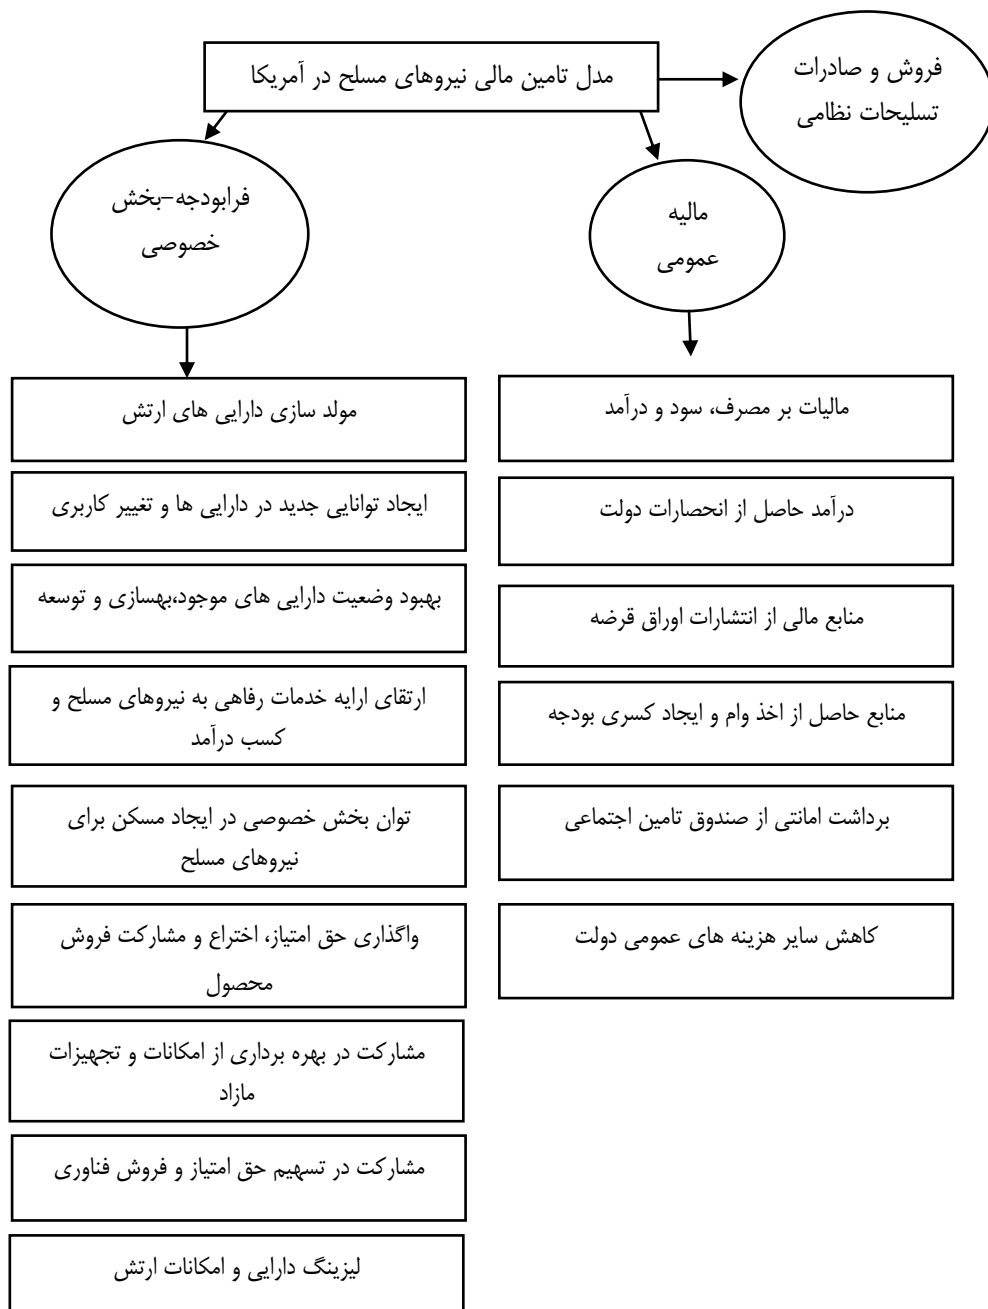 مدل تامین مالی نیروهای مسلح در آمریکا
فروش و صادرات
تسلیحات نظامی
مالیه
عمومی
فرابودجه–بخش
خصوصی
مالیات بر مصرف، سود و درآمد
درآمد حاصل از انحصارات دولت
منابع مالی از انتشارات اوراق قرضه
منابع حاصل از اخذ وام و ایجاد کسری بودجه
برداشت امانتی از صندوق تامین اجتماعی
کاهش سایر هزینه های عمومی دولت
مولد سازی دارایی های ارتش
ایجاد توانایی جدید در دارایی ها و تغییر کاربری
بهبود وضعیت دارایی های موجود،بهسازی و توسعه
ارتقای ارایه خدمات رفاهی به نیروهای مسلح و
کسب درآمد
توان بخش خصوصی در ایجاد مسکن برای
نیروهای مسلح
واگذاری حق امتیاز، اختراع و مشارکت فروش
محصول
مشارکت در بهره برداری از امکانات و تجهیزات
مازاد
مشارکت در تسهیم حق امتیاز و فروش فناوری
لیزینگ دارایی و امکانات ارتش